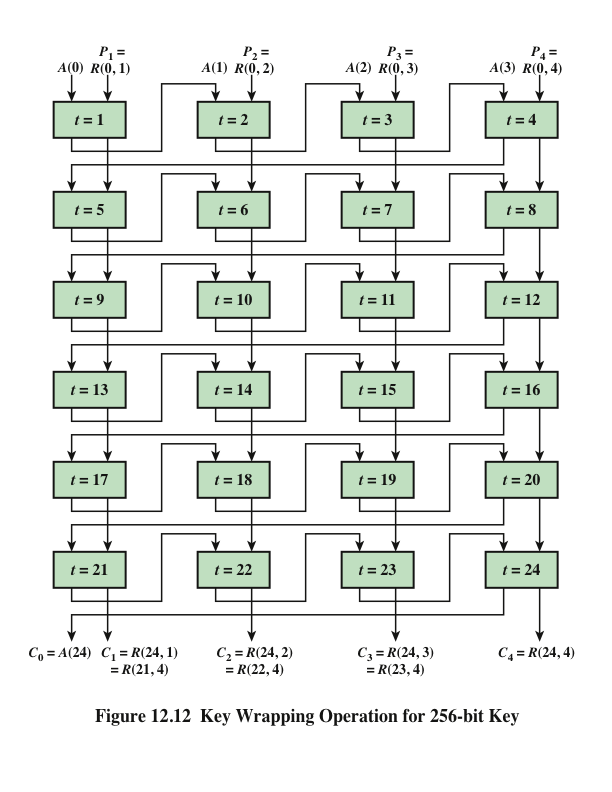 P1 = P2 = P3 = P4 =
A(0) R(0, 1) A(1) R(0, 2) A(2) R(0, 3) A(3) R(0, 4)
t = 1 t = 2 t = 3 t = 4
t = 5 t = 6 t = 7 t = 8
t = 9 t = 10 t = 11 t = 12
t = 13 t = 14 t = 15 t = 16
t = 17 t = 18 t = 19 t = 20
t = 21 t = 22 t = 23 t = 24
C0 = A(24) C1 = R(24, 1) C2 = R(24, 2) C3 = R(24, 3) C4 = R(24, 4)
= R(21, 4) = R(22, 4) = R(23, 4)
Figure 12.12 Key Wrapping Operation for 256-bit Key